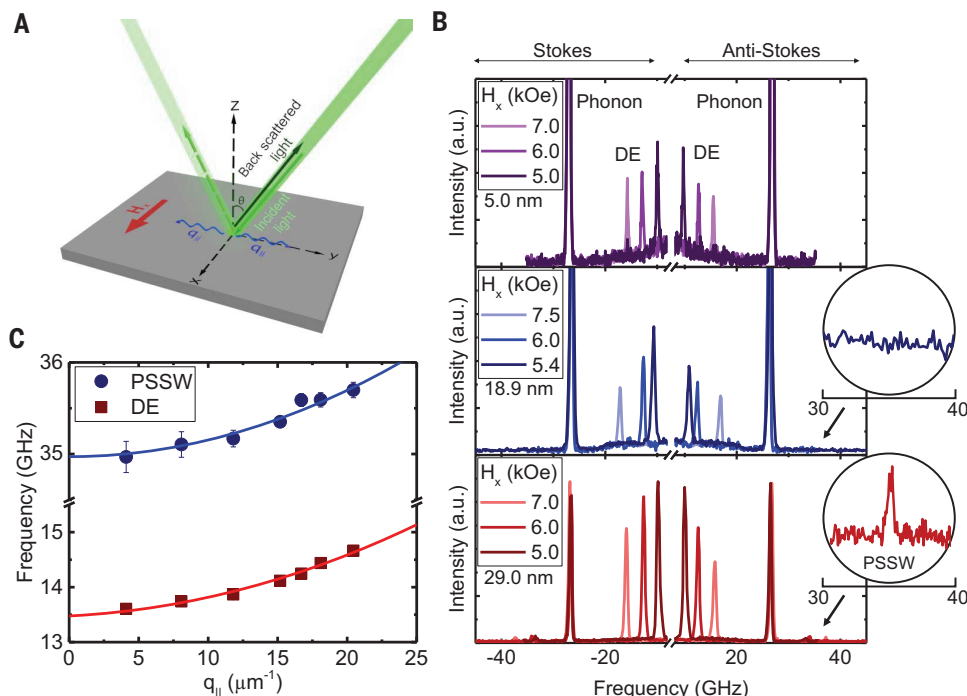 A
Z
Back scattered
light
θ
Incident
light
Hₓ
q||
q||
y
X
B
Stokes
Anti-Stokes
Hₓ (kOe)
7.0
6.0
5.0
5.0 nm
Phonon
Phonon
DE
DE
Intensity (a.u.)
Hₓ (kOe)
7.5
6.0
5.4
18.9 nm
Intensity (a.u.)
30
40
Hₓ (kOe)
7.0
6.0
5.0
29.0 nm
Intensity (a.u.)
PSSW
30
40
-40
-20
20
40
Frequency (GHz)
C
PSSW
DE
36
35
15
14
13
Frequency (GHz)
0
5
10
15
20
25
q|| (μm⁻¹)